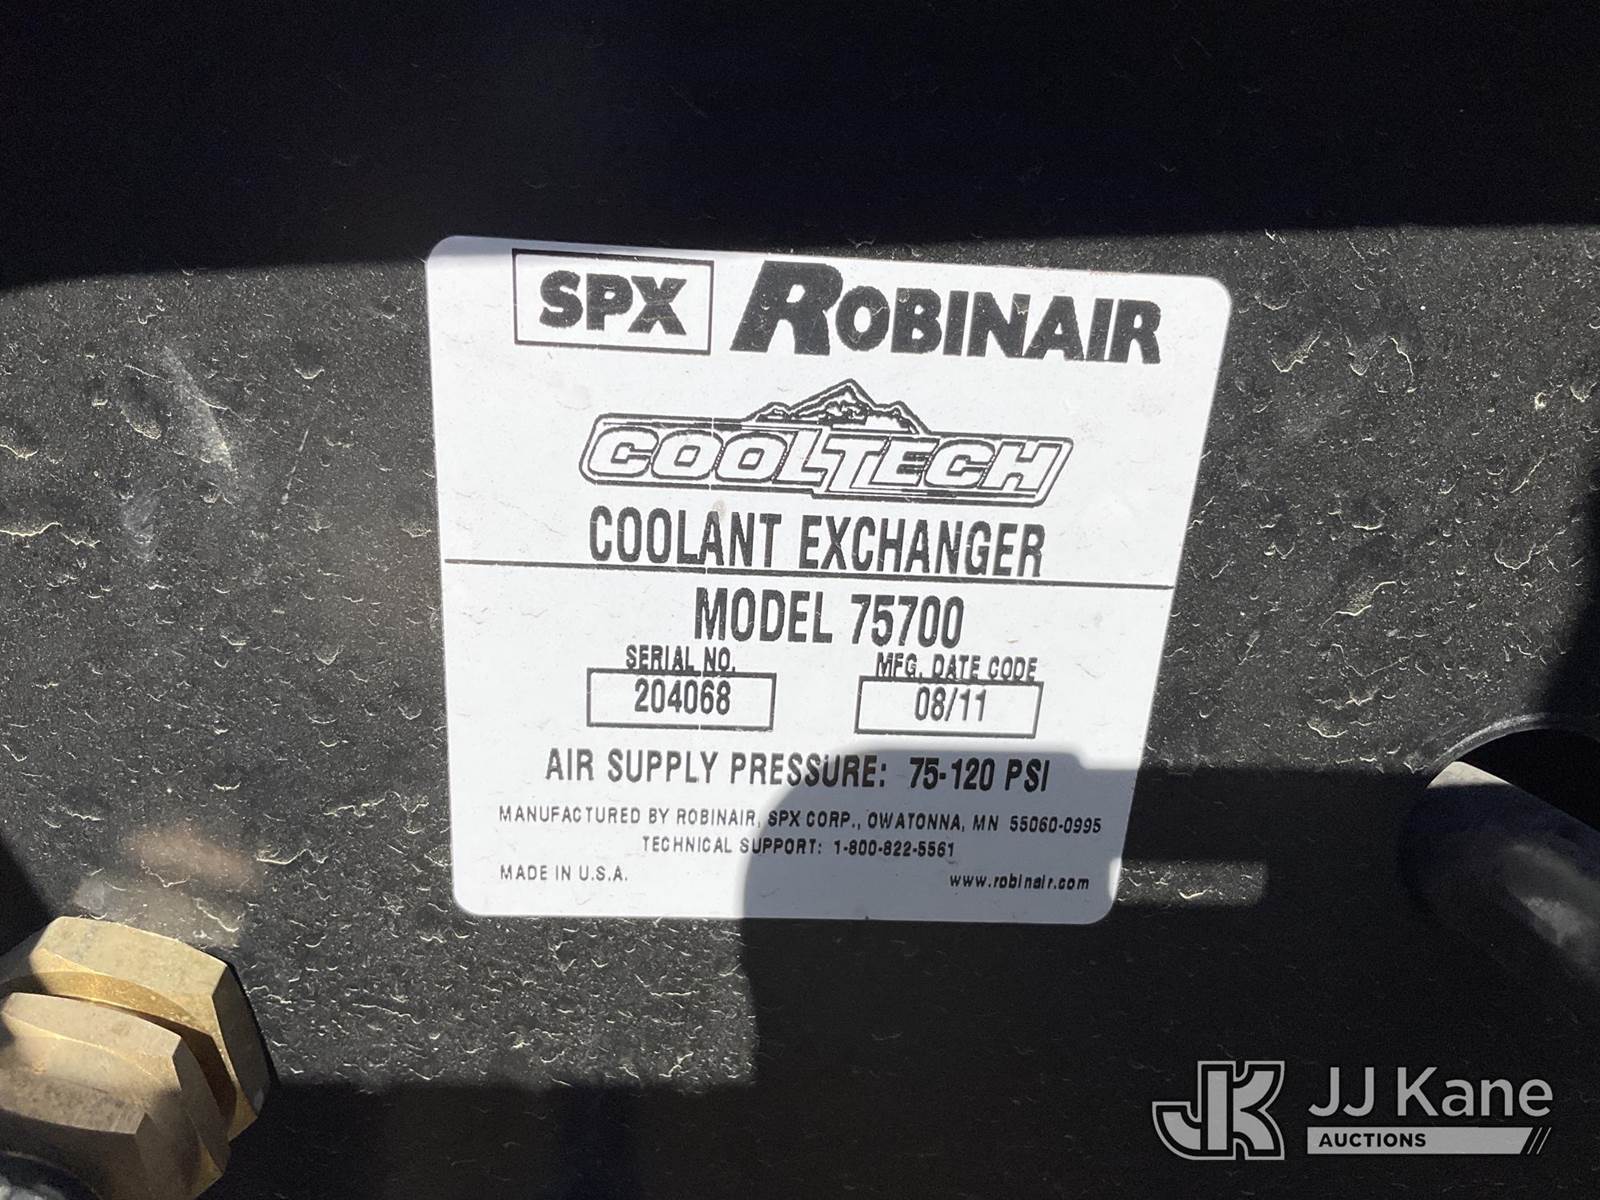 SPX ROBINAIR
COOLTECH
COOLANT EXCHANGER
MODEL 75700
SERIAL NO. MFG. DATE CODE
204068 08/11
AIR SUPPLY PRESSURE: 75-120 PSI
MANUFACTURED BY ROBINAIR, SPX CORP., OWATONNA, MN 55060-0995
TECHNICAL SUPPORT: 1-800-822-5561
MADE IN U.S.A. www.robinair.com
JK JJ Kane
AUCTIONS